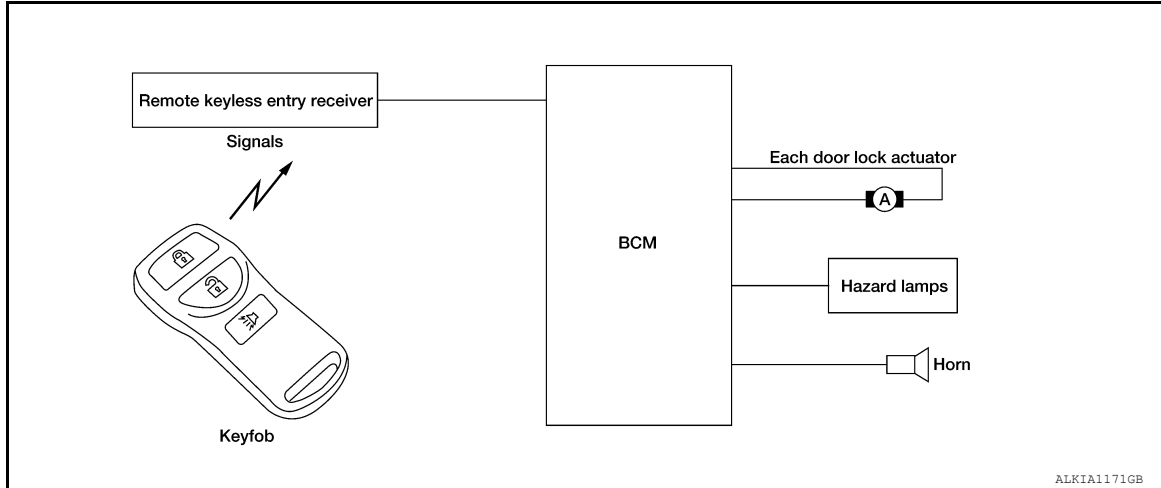 Remote keyless entry receiver
Signals
Each door lock actuator
A
BCM
Hazard lamps
Horn
Keyfob
ALKIA1171GB